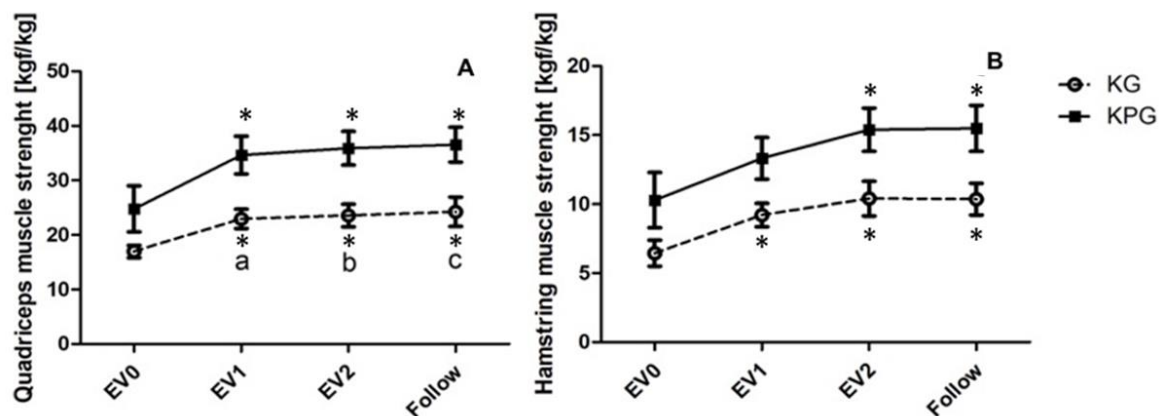 Quadriceps muscle strenght [kgf/kg]
A
50
40
30
20
10
0
* * *
* * *
a b c
EV0 EV1 EV2 Follow
Hamstring muscle strenght [kgf/kg]
B
20
15
10
5
0
* *
* * *
EV0 EV1 EV2 Follow
KG
KPG